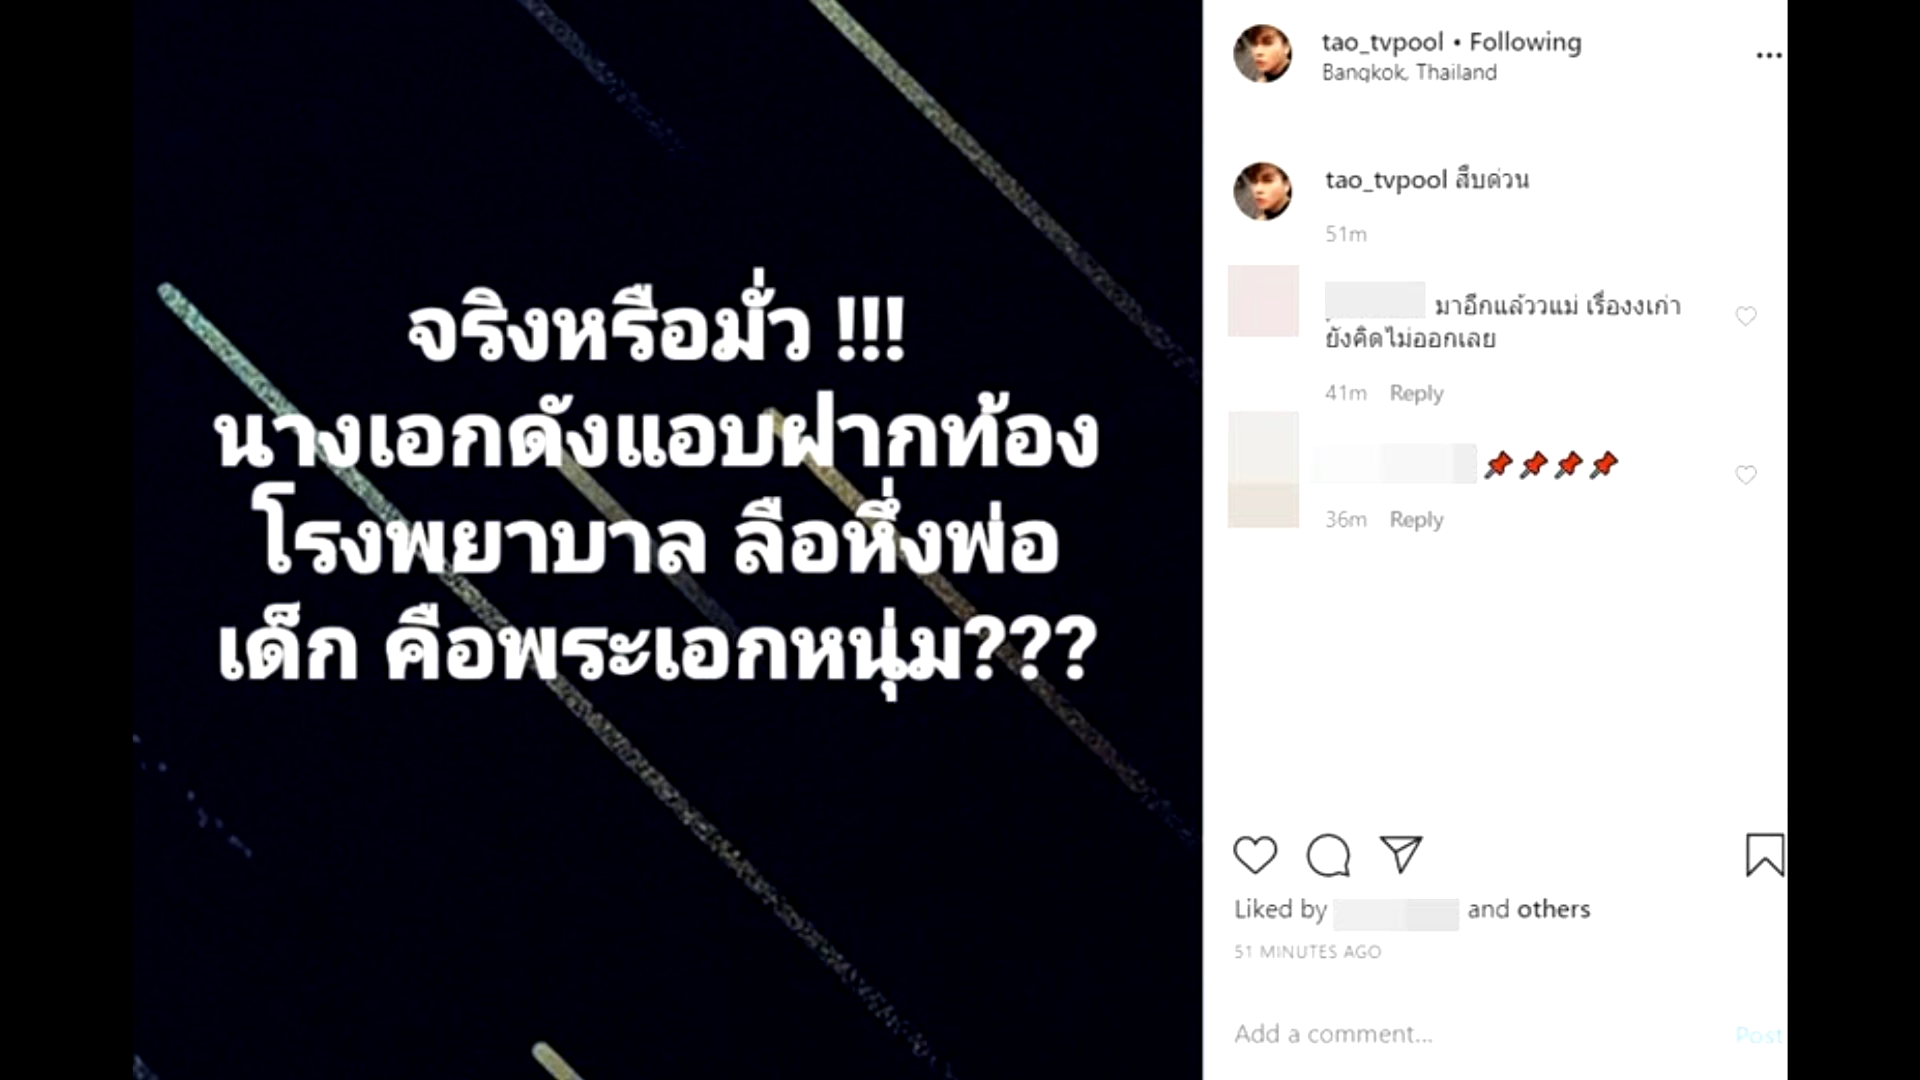 จริงหรือมั่ว !!!
นางเอกดังแอบฝากท้อง
โรงพยาบาล ลือหึ่งพ่อ
เด็ก คือพระเอกหนุ่ม???
tao_tvpool • Following
Bangkok, Thailand
tao_tvpool สืบด่วน
51m
มาอีกแล้ววแม่ เรื่องงเก่า
ยังคิดไม่ออกเลย
41m Reply
📌📌📌📌
36m Reply
Liked by and others
51 MINUTES AGO
Add a comment...
Post